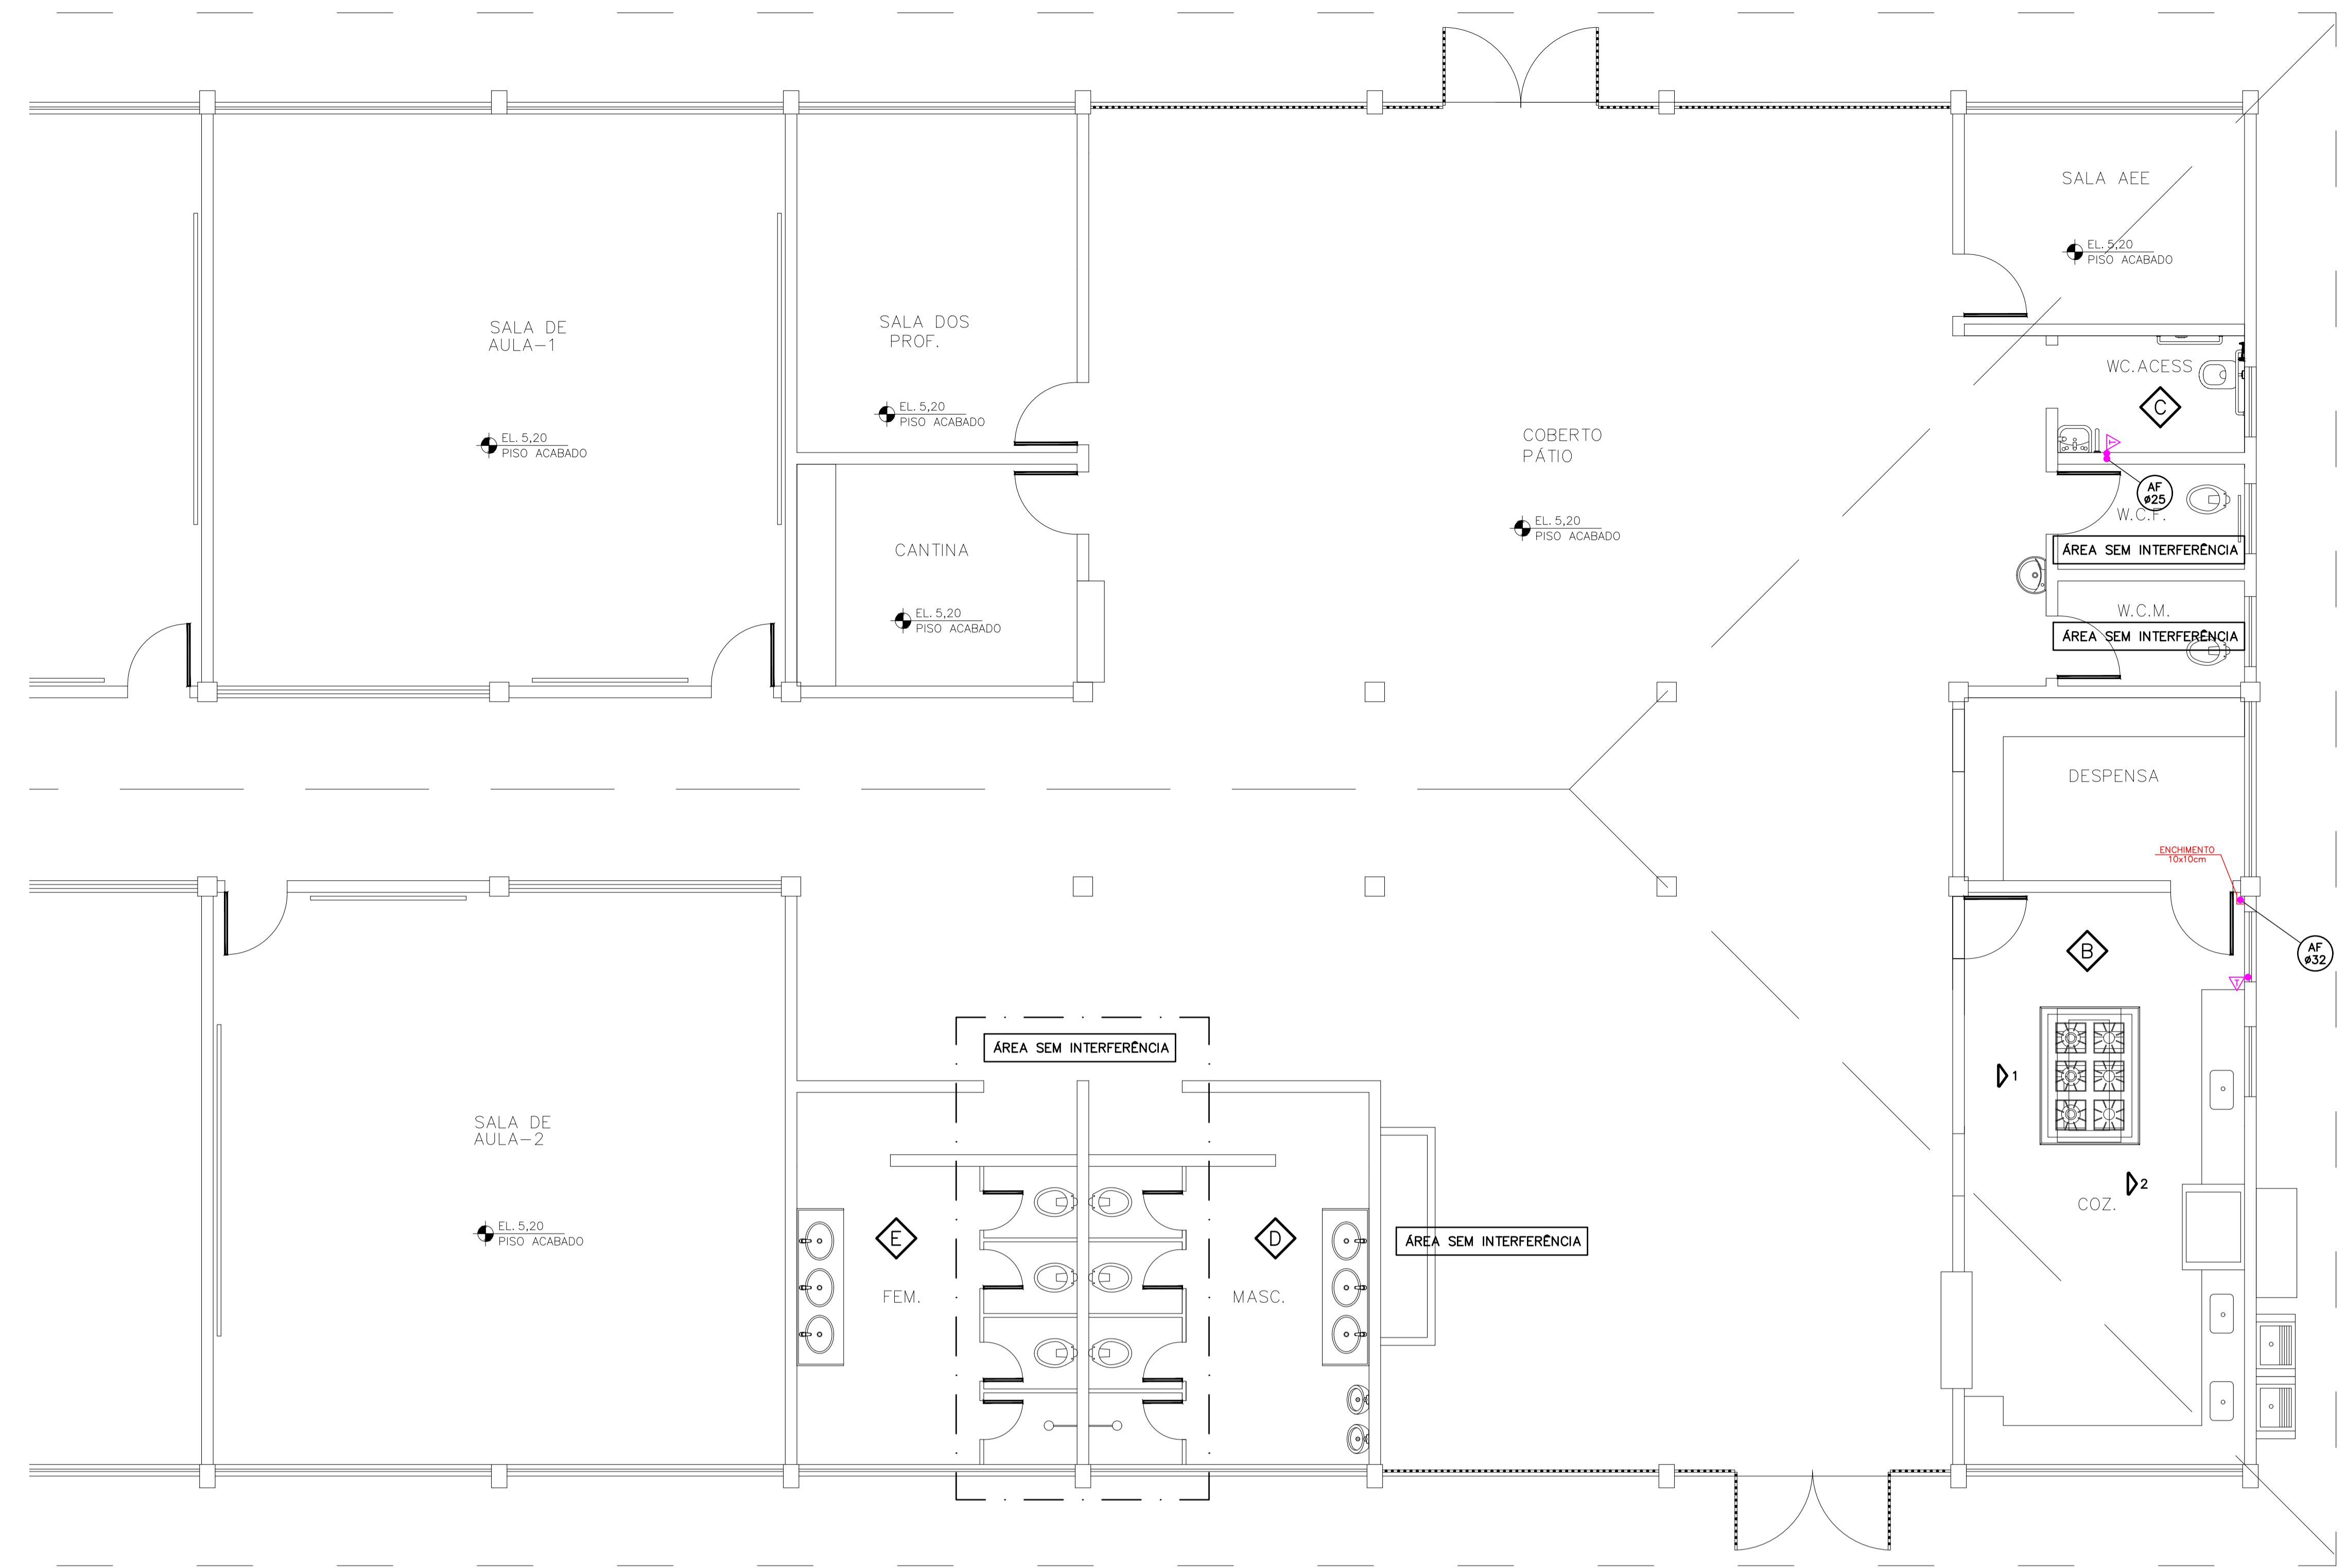 SALA AEE
EL. 5,20
PISO ACABADO
SALA DE
AULA-1
EL. 5,20
PISO ACABADO
SALA DOS
PROF.
EL. 5,20
PISO ACABADO
WC.ACESS
C
T
AF
ø25
W.C.F.
ÁREA SEM INTERFERÊNCIA
W.C.M.
ÁREA SEM INTERFERÊNCIA
COBERTO
PÁTIO
EL. 5,20
PISO ACABADO
CANTINA
EL. 5,20
PISO ACABADO
DESPENSA
ENCHIMENTO
10x10cm
AF
ø32
B
T
1
2
COZ.
ÁREA SEM INTERFERÊNCIA
SALA DE
AULA-2
EL. 5,20
PISO ACABADO
E
FEM.
D
MASC.
ÁREA SEM INTERFERÊNCIA